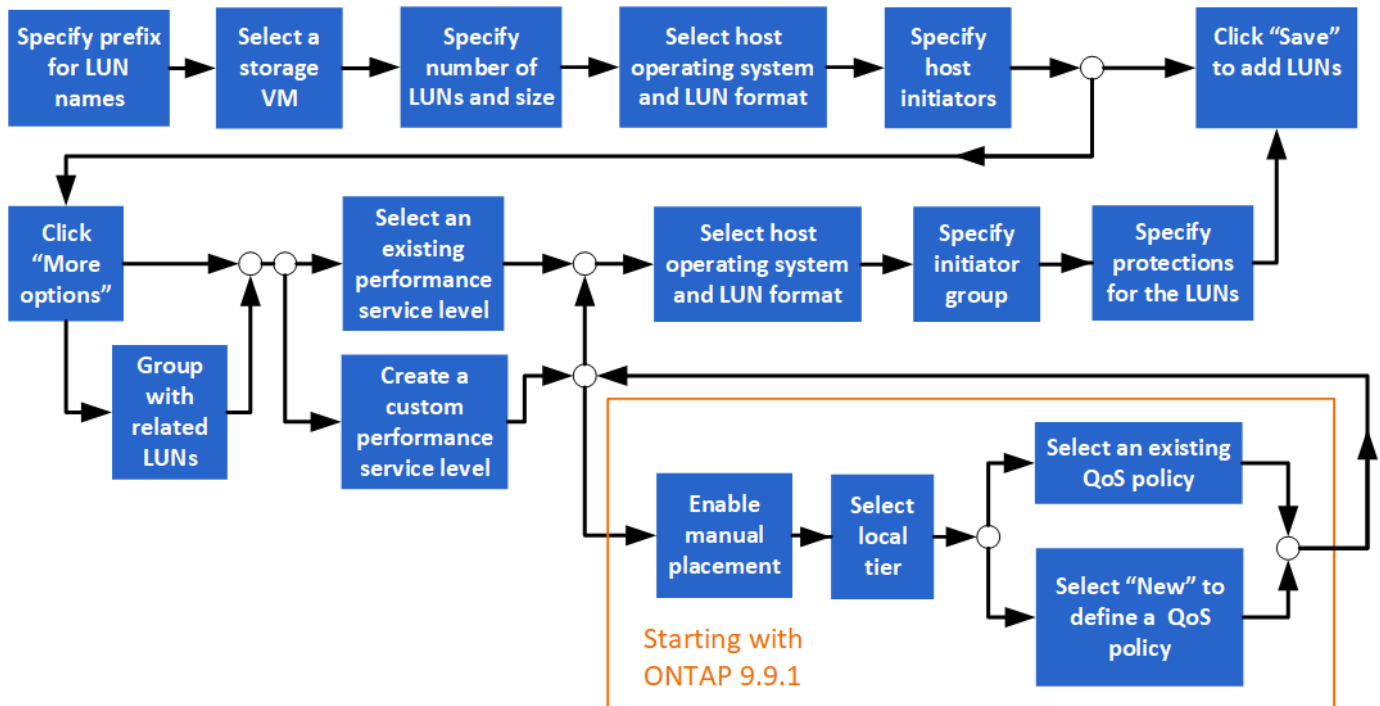 Specify prefix
for LUN
names
Select a
storage
VM
Specify
number of
LUNs and size
Select host
operating system
and LUN format
Specify
host
initiators
Click “Save”
to add LUNs
Click
“More
options”
Group
with
related
LUNs
Select an
existing
performance
service level
Create a
custom
performance
service level
Select host
operating system
and LUN format
Specify
initiator
group
Specify
protections
for the LUNs
Enable
manual
placement
Select
local
tier
Select an existing
QoS policy
Select “New” to
define a QoS
policy
Starting with
ONTAP 9.9.1